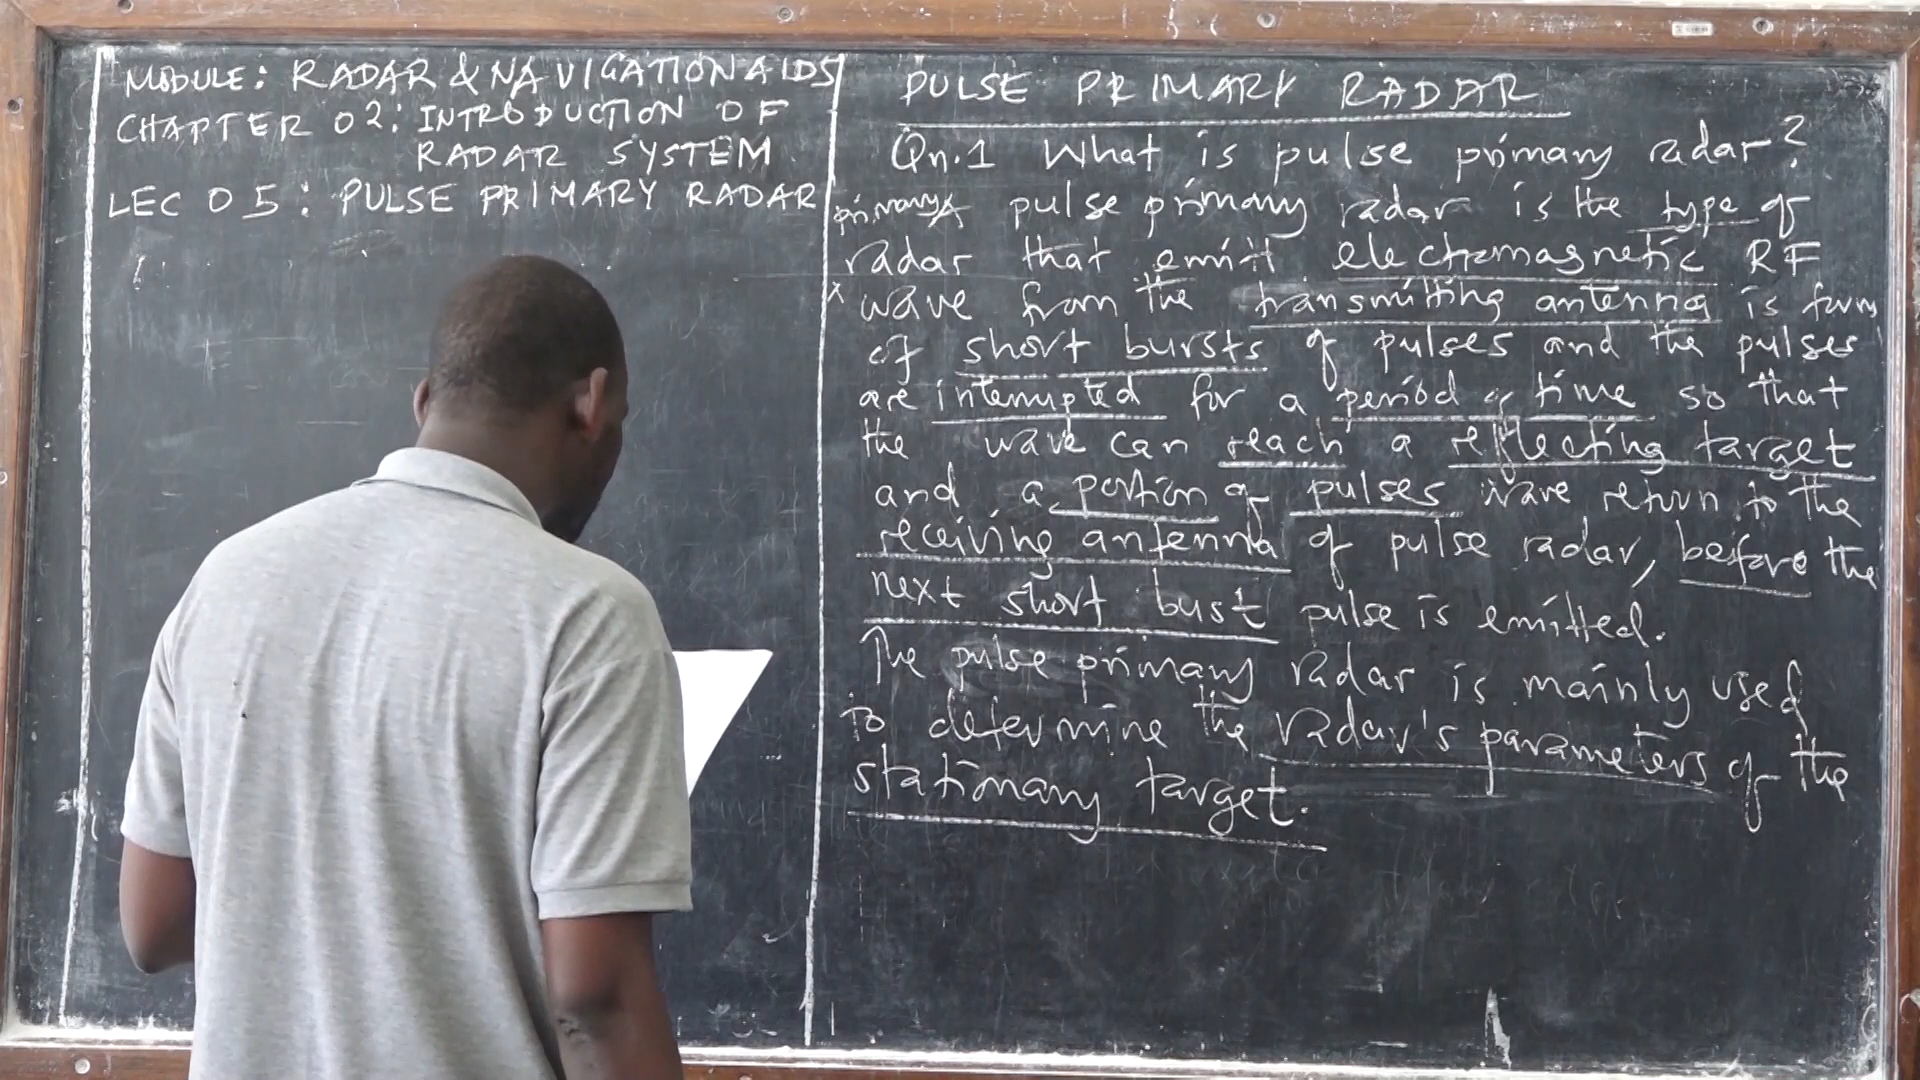 MODULE: RADAR & NAVIGATION AIDS
CHAPTER 02: INTRODUCTION OF
RADAR SYSTEM
LEC 05: PULSE PRIMARY RADAR
PULSE PRIMARY RADAR
Qn.1 What is pulse primary radar?
primary A pulse primary radar is the type of
radar that emit electromagnetic RF
wave from the transmitting antenna is form
of short bursts of pulses and the pulses
are interrupted for a period of time so that
the wave can reach a reflecting target
and a portion of pulses wave return to the
receiving antenna of pulse radar, before the
next short bust pulse is emitted.
The pulse primary radar is mainly used
to determine the radar's parameters of the
stationary target.